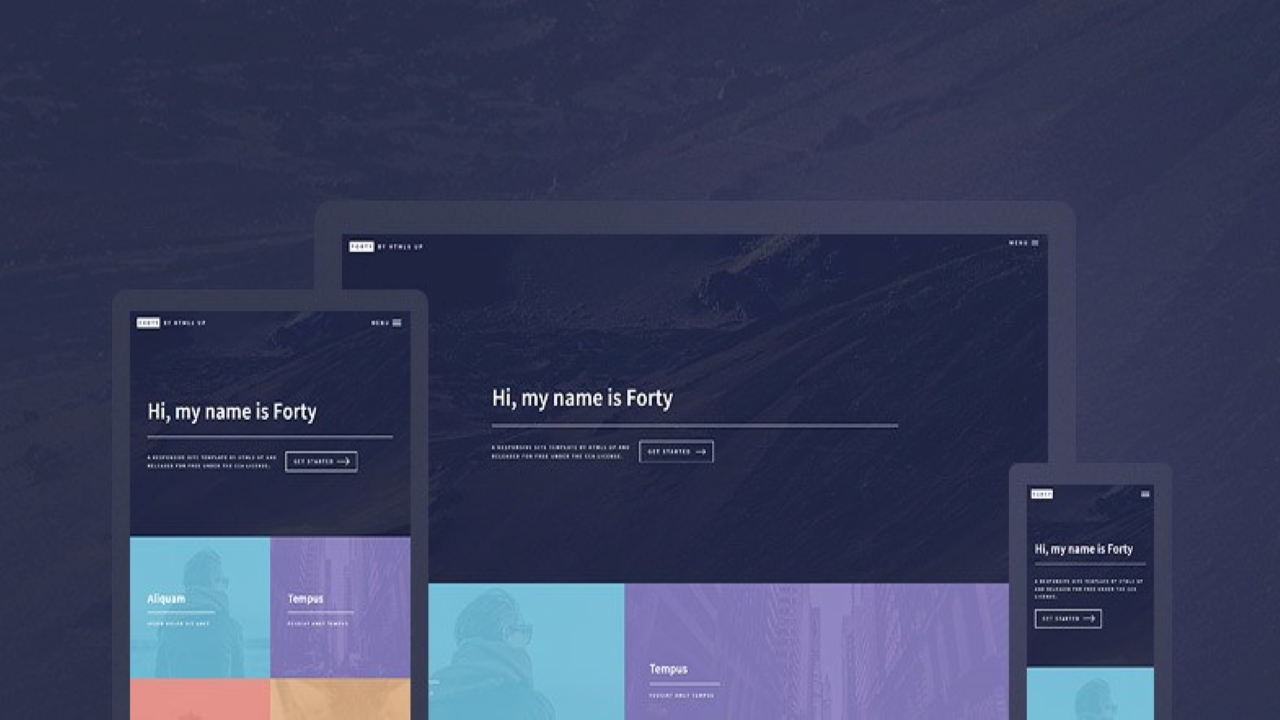 FORTY BY HTML5 UP
MENU
Hi, my name is Forty
A RESPONSIVE SITE TEMPLATE BY HTML5 UP AND
RELEASED FOR FREE UNDER THE CCA LICENSE.
GET STARTED
Tempus
FEUGIAT AMET TEMPUS
FORTY BY HTML5 UP
MENU
Hi, my name is Forty
A RESPONSIVE SITE TEMPLATE BY HTML5 UP AND
RELEASED FOR FREE UNDER THE CCA LICENSE.
GET STARTED
Aliquam
IPSUM DOLOR SIT AMET
Tempus
FEUGIAT AMET TEMPUS
FORTY
Hi, my name is Forty
A RESPONSIVE SITE TEMPLATE BY HTML5 UP
AND RELEASED FOR FREE UNDER THE CCA
LICENSE.
GET STARTED